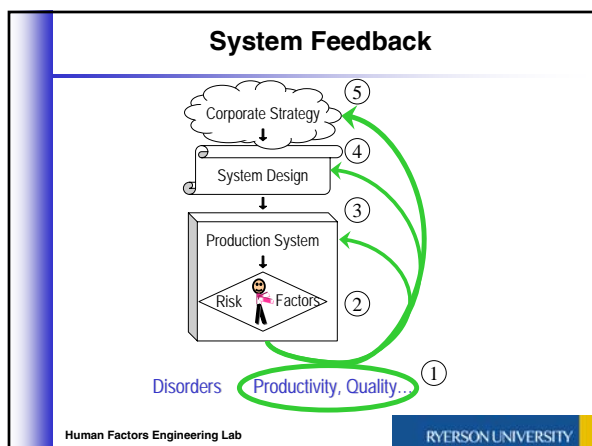 System Feedback
⑤
Corporate Strategy
④
System Design
③
Production System
Risk Factors
②
①
Disorders Productivity, Quality...
Human Factors Engineering Lab
RYERSON UNIVERSITY